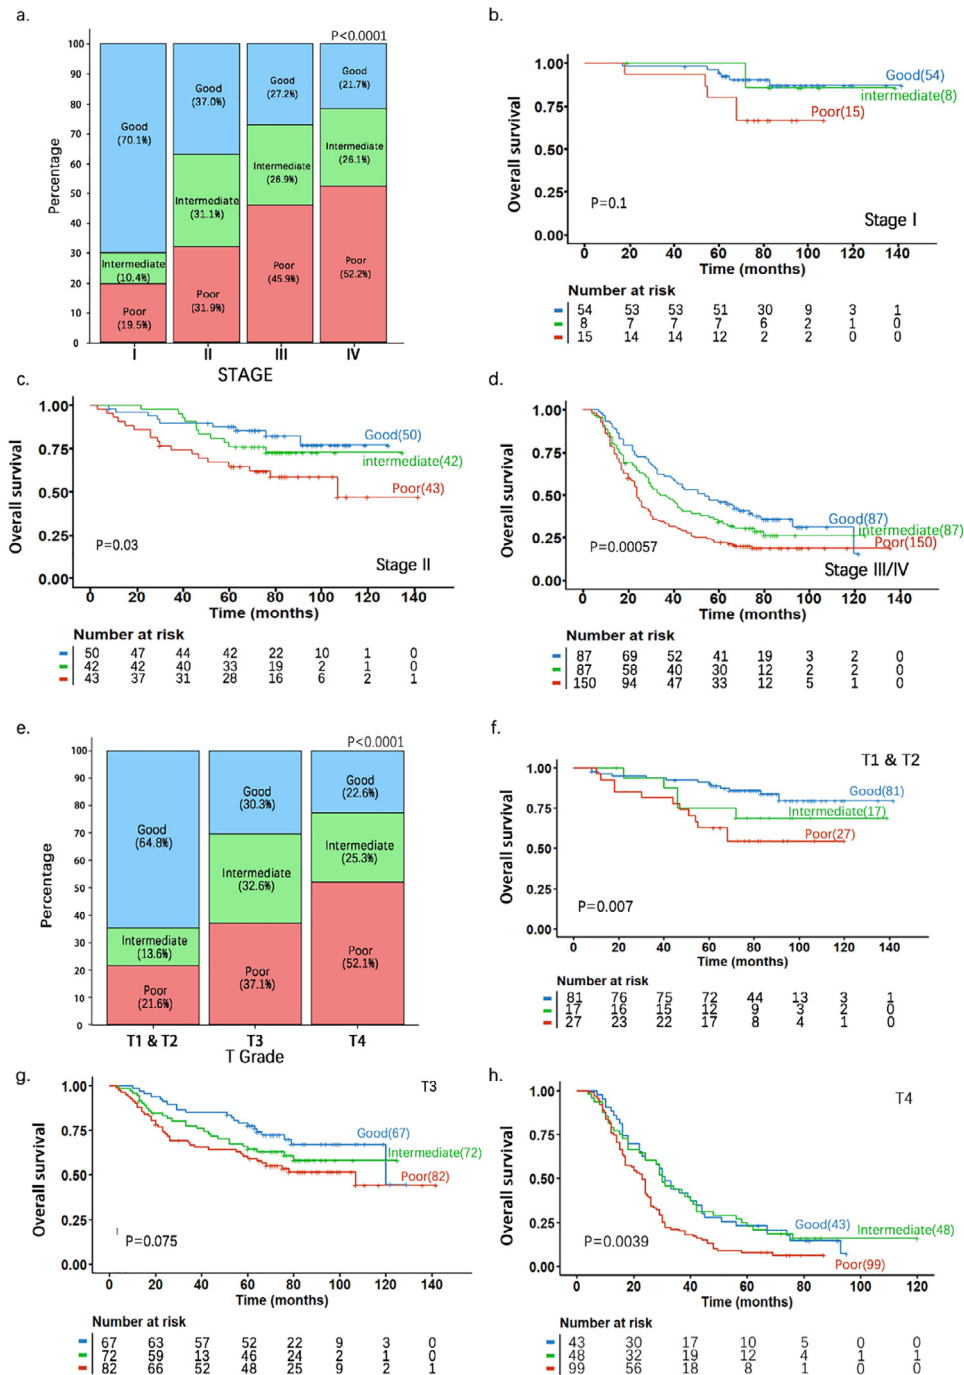 a.
P<0.0001
Percentage
100
90
80
70
60
50
40
30
20
10
0
Good
(70.1%)
Intermediate
(10.4%)
Poor
(19.5%)
Good
(37.0%)
Intermediate
(31.1%)
Poor
(31.9%)
Good
(27.2%)
Intermediate
(26.9%)
Poor
(45.9%)
Good
(21.7%)
Intermediate
(26.1%)
Poor
(52.2%)
I II III IV
STAGE
b.
Overall survival
1.00
0.75
0.50
0.25
0.00
Good(54)
intermediate(8)
Poor(15)
P=0.1
Stage I
0 20 40 60 80 100 120 140
Time (months)
Number at risk
54 53 53 51 30 9 3 1
8 7 7 7 6 2 1 0
15 14 14 12 2 2 0 0
c.
Overall survival
1.00
0.75
0.50
0.25
0.00
Good(50)
intermediate(42)
Poor(43)
P=0.03
Stage II
0 20 40 60 80 100 120 140
Time (months)
Number at risk
50 47 44 42 22 10 1 0
42 42 40 33 19 2 1 0
43 37 31 28 16 6 2 1
d.
Overall survival
1.00
0.75
0.50
0.25
0.00
Good(87)
intermediate(87)
Poor(150)
P=0.00057
Stage III/IV
0 20 40 60 80 100 120 140
Time (months)
Number at risk
87 69 52 41 19 3 2 0
87 58 40 30 12 2 2 0
150 94 47 33 12 5 1 0
e.
P<0.0001
Percentage
100
90
80
70
60
50
40
30
20
10
0
Good
(64.8%)
Intermediate
(13.6%)
Poor
(21.6%)
Good
(30.3%)
Intermediate
(32.6%)
Poor
(37.1%)
Good
(22.6%)
Intermediate
(25.3%)
Poor
(52.1%)
T1 & T2 T3 T4
T Grade
f.
T1 & T2
Overall survival
1.00
0.75
0.50
0.25
0.00
Good(81)
Intermediate(17)
Poor(27)
P=0.007
0 20 40 60 80 100 120 140
Time (months)
Number at risk
81 76 75 72 44 13 3 1
17 16 15 12 9 3 2 0
27 23 22 17 8 4 1 0
g.
T3
Overall survival
1.00
0.75
0.50
0.25
0.00
Good(67)
Intermediate(72)
Poor(82)
P=0.075
0 20 40 60 80 100 120 140
Time (months)
Number at risk
67 63 57 52 22 9 3 0
72 59 13 46 24 2 1 0
82 66 52 48 25 9 2 1
h.
T4
Overall survival
1.00
0.75
0.50
0.25
0.00
Good(43)
Intermediate(48)
Poor(99)
P=0.0039
0 20 40 60 80 100 120
Time (months)
Number at risk
43 30 17 10 5 0 0
48 32 19 12 4 1 1
99 56 18 8 1 0 0